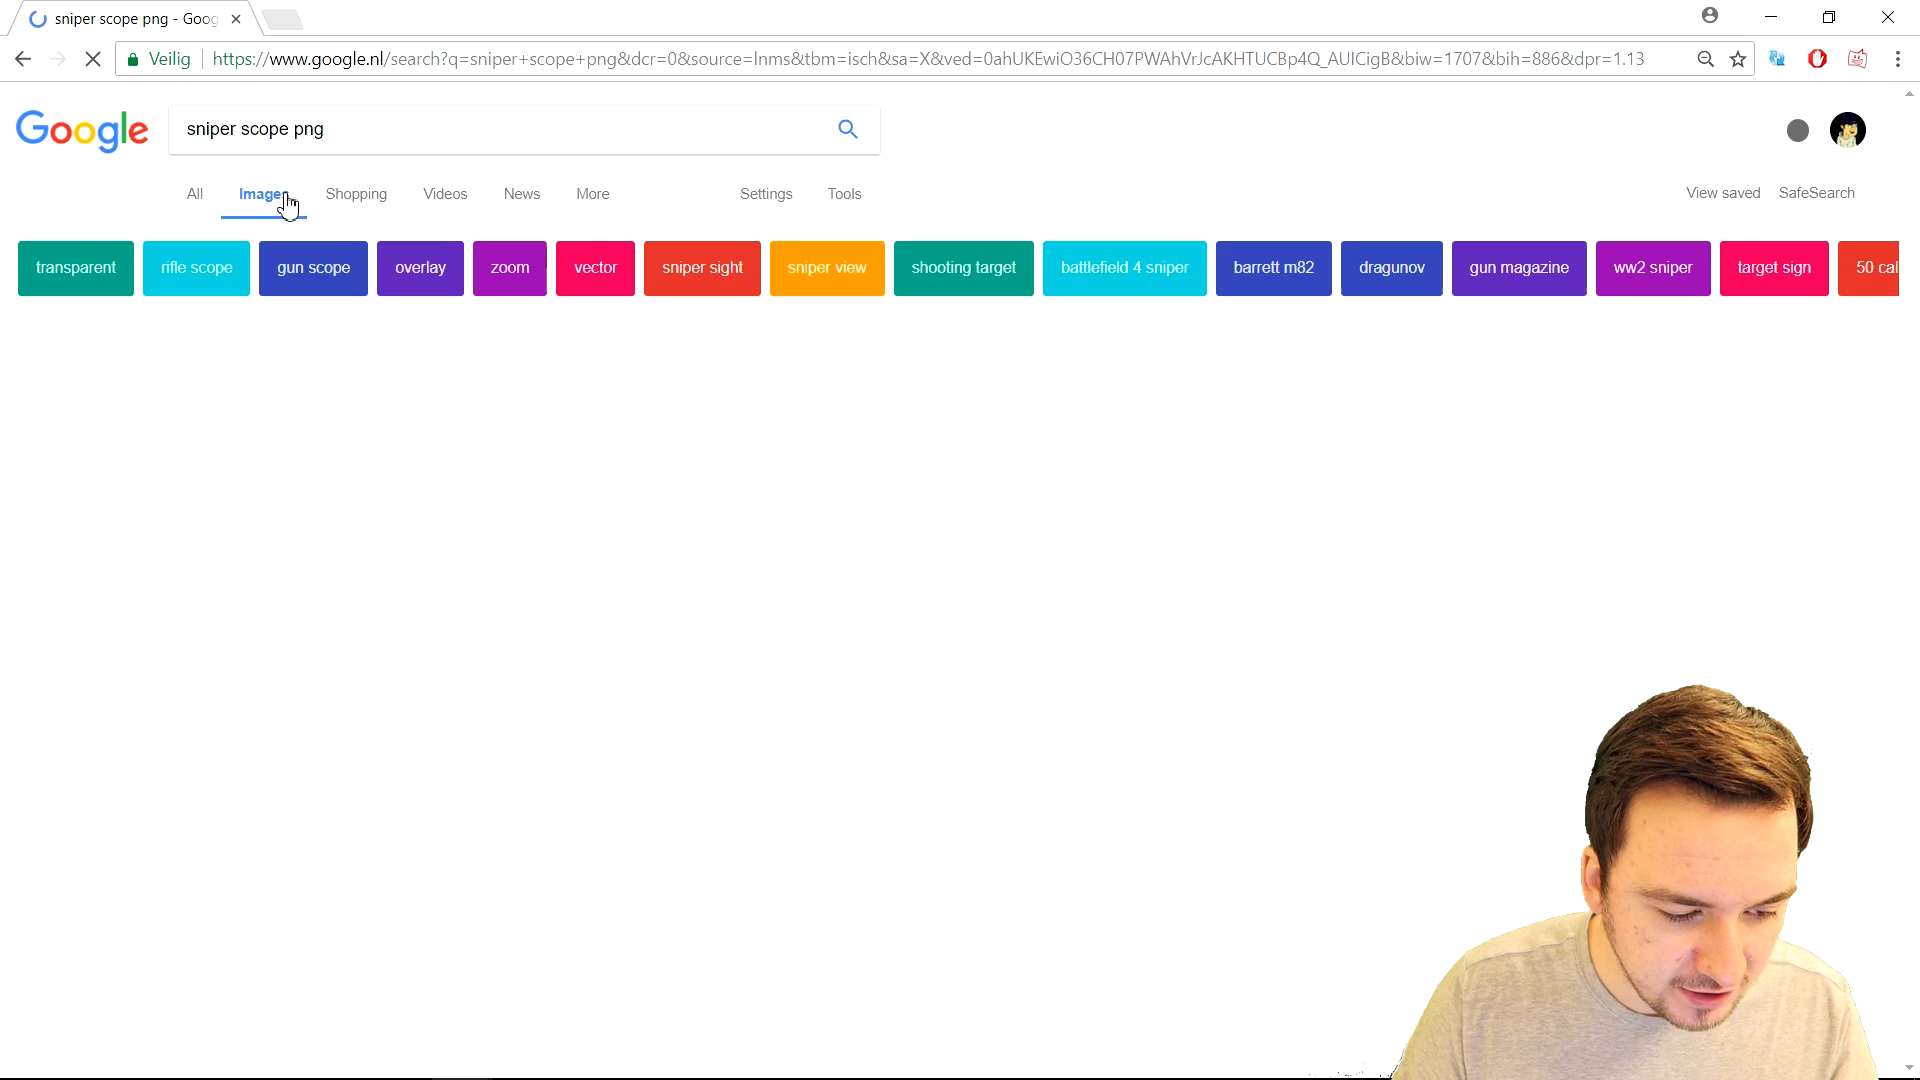 sniper scope png - Goog
Veilig https://www.google.nl/search?q=sniper+scope+png&dcr=0&source=lnms&tbm=isch&sa=X&ved=0ahUKEwiO36CH07PWAhVrJcAKHTUCBp4Q_AUICigB&biw=1707&bih=886&dpr=1.13
Google sniper scope png
All Images Shopping Videos News More Settings Tools View saved SafeSearch
transparent rifle scope gun scope overlay zoom vector sniper sight sniper view shooting target battlefield 4 sniper barrett m82 dragunov gun magazine ww2 sniper target sign 50 cal